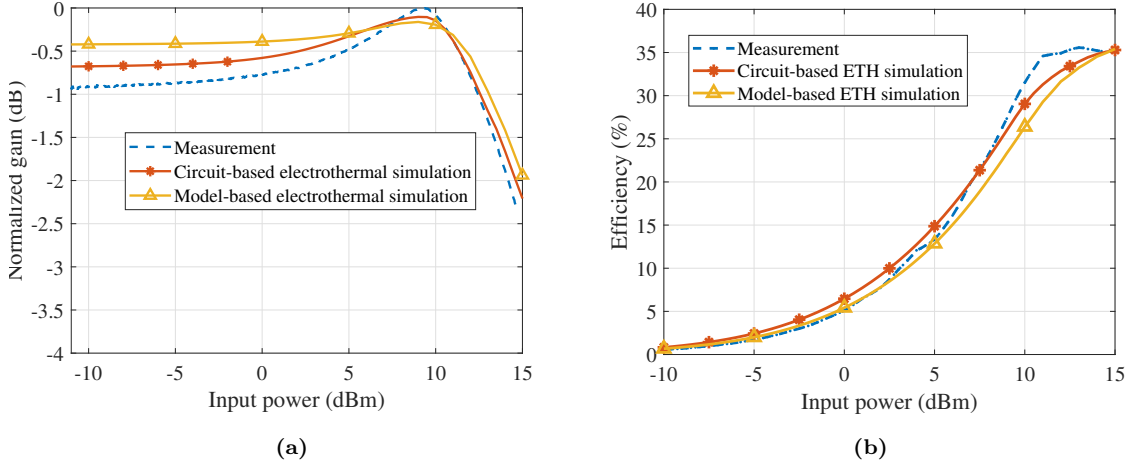 0
-0.5
-1
-1.5
-2
-2.5
-3
-3.5
-4
-10
-5
0
5
10
15
Input power (dBm)
Normalized gain (dB)
Measurement
Circuit-based electrothermal simulation
Model-based electrothermal simulation
(a)
40
35
30
25
20
15
10
5
0
-10
-5
0
5
10
15
Input power (dBm)
Efficiency (%)
Measurement
Circuit-based ETH simulation
Model-based ETH simulation
(b)